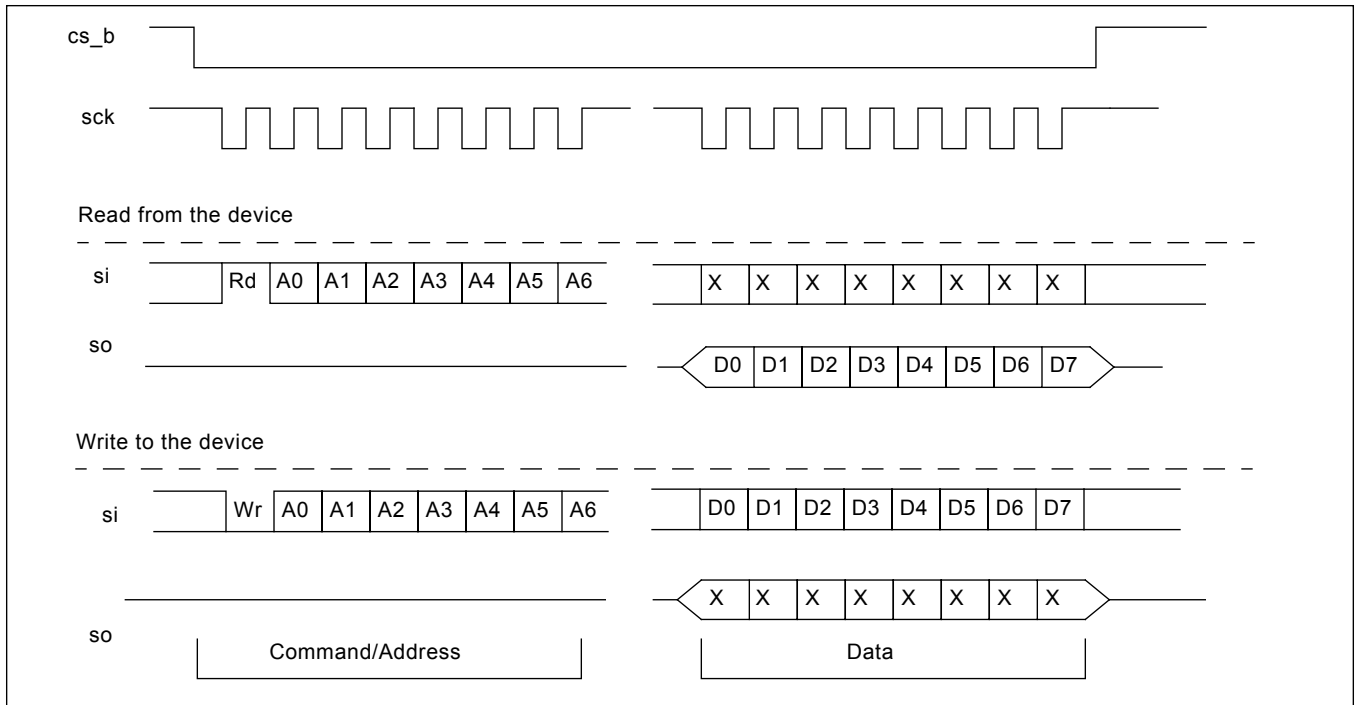 cs_b
sck
Read from the device
si Rd A0 A1 A2 A3 A4 A5 A6 X X X X X X X X
so D0 D1 D2 D3 D4 D5 D6 D7
Write to the device
si Wr A0 A1 A2 A3 A4 A5 A6 D0 D1 D2 D3 D4 D5 D6 D7
so X X X X X X X X
Command/Address Data